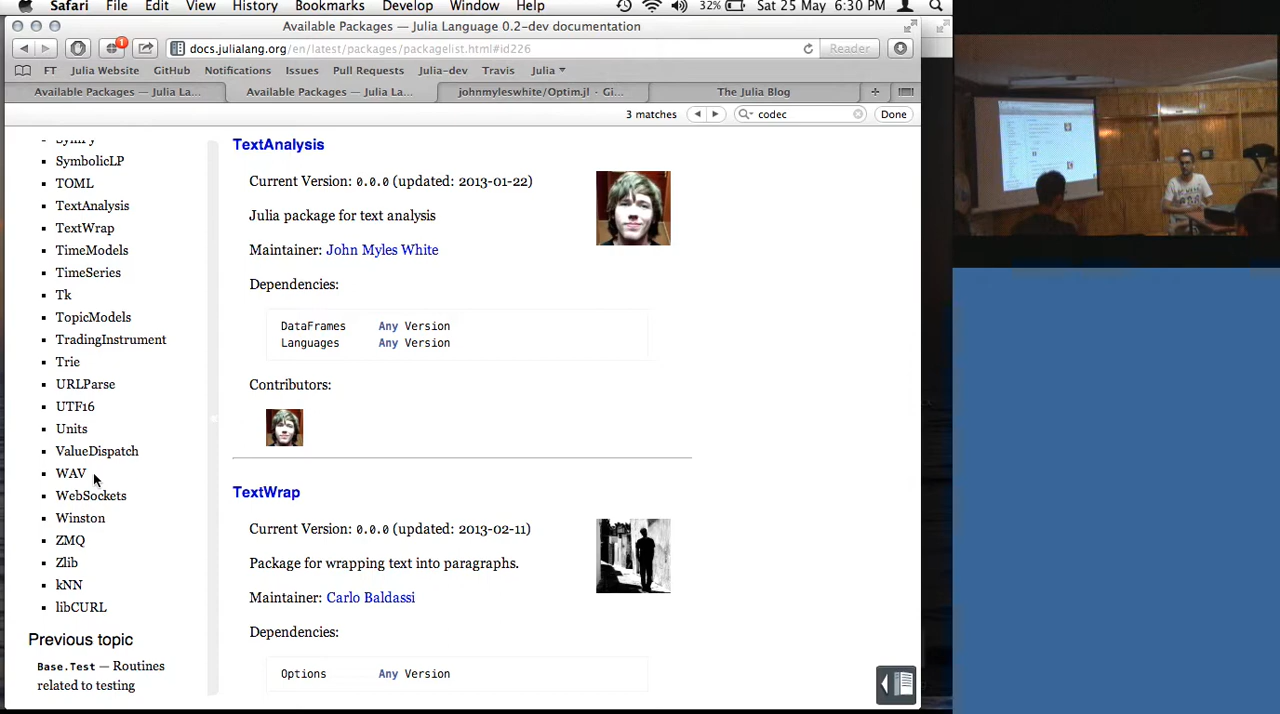 Safari File Edit View History Bookmarks Develop Window Help 32% Sat 25 May 6:30 PM
Available Packages — Julia Language 0.2-dev documentation
docs.julialang.org/en/latest/packages/packagelist.html#id226 Reader
1
FT Julia Website GitHub Notifications Issues Pull Requests Julia-dev Travis Julia
Available Packages — Julia La... Available Packages — Julia La... johnmyleswhite/Optim.jl · Gi... The Julia Blog
3 matches codec Done
SymPy
SymbolicLP
TOML
TextAnalysis
TextWrap
TimeModels
TimeSeries
Tk
TopicModels
TradingInstrument
Trie
URLParse
UTF16
Units
ValueDispatch
WAV
WebSockets
Winston
ZMQ
Zlib
kNN
libCURL
Previous topic
Base.Test — Routines
related to testing
TextAnalysis
Current Version: 0.0.0 (updated: 2013-01-22)
Julia package for text analysis
Maintainer: John Myles White
Dependencies:
DataFrames Any Version
Languages Any Version
Contributors:
TextWrap
Current Version: 0.0.0 (updated: 2013-02-11)
Package for wrapping text into paragraphs.
Maintainer: Carlo Baldassi
Dependencies:
Options Any Version